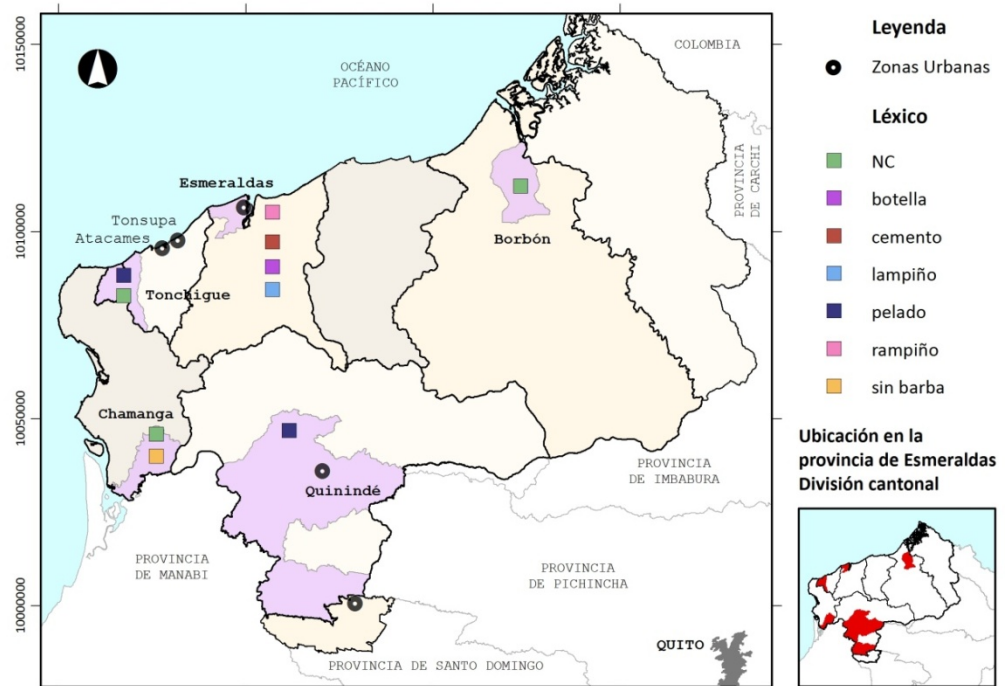 10150000
10100000
10050000
10000000
OCÉANO
PACÍFICO
COLOMBIA
PROVINCIA
DE CARCHI
Esmeraldas
Tonsupa
Atacames
Tonchigue
Borbón
Chamanga
Quinindé
PROVINCIA
DE IMBABURA
PROVINCIA
DE MANABI
PROVINCIA
DE PICHINCHA
QUITO
PROVINCIA DE SANTO DOMINGO
Leyenda
Zonas Urbanas
Léxico
NC
botella
cemento
lampiño
pelado
rampiño
sin barba
Ubicación en la
provincia de Esmeraldas
División cantonal